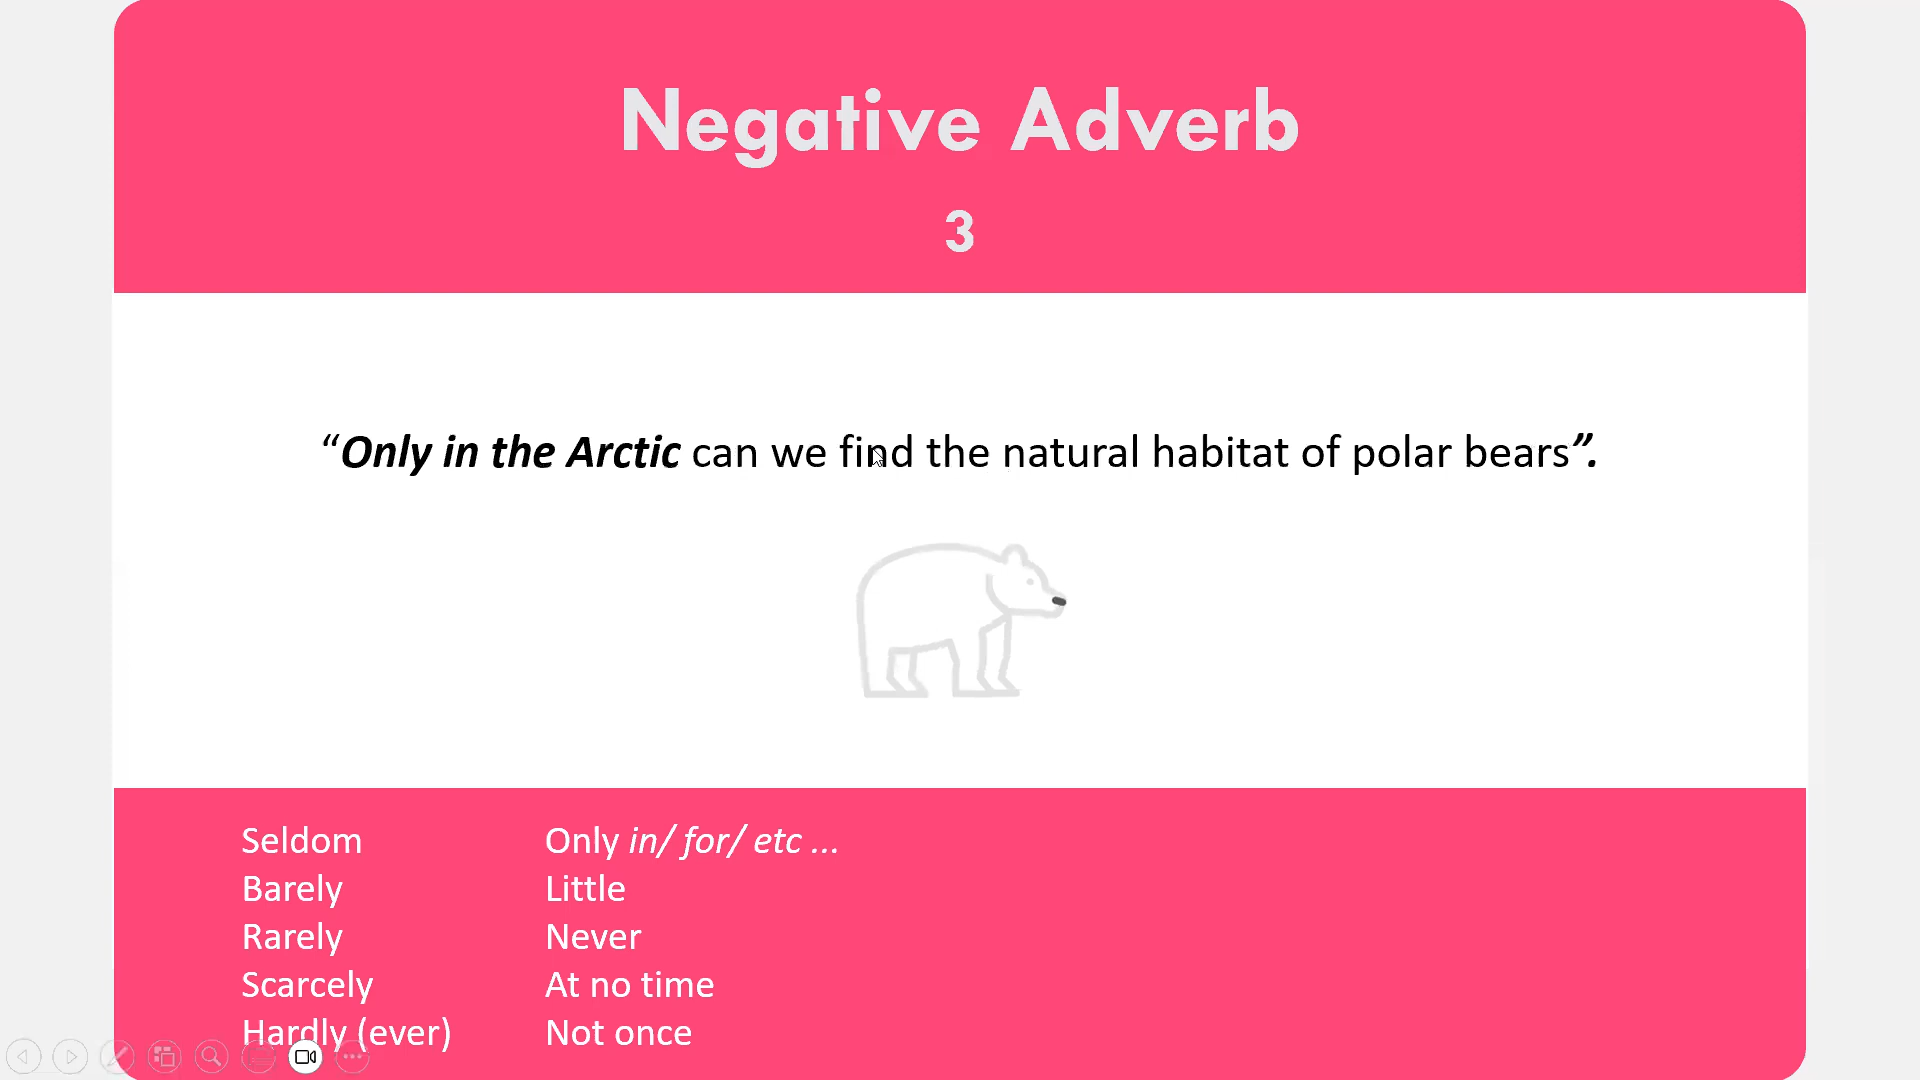 Negative Adverb
3
“Only in the Arctic can we find the natural habitat of polar bears”.
Seldom
Barely
Rarely
Scarcely
Hardly (ever)
Only in/ for/ etc ...
Little
Never
At no time
Not once